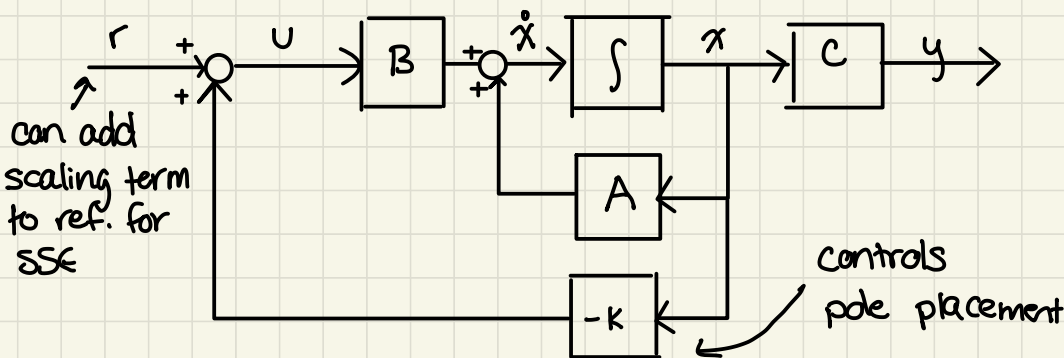 r
+
+
U
B
+
+
ẋ
∫
x
C
y
can add
scaling term
to ref. for
SSE
A
-K
controls
pole placement